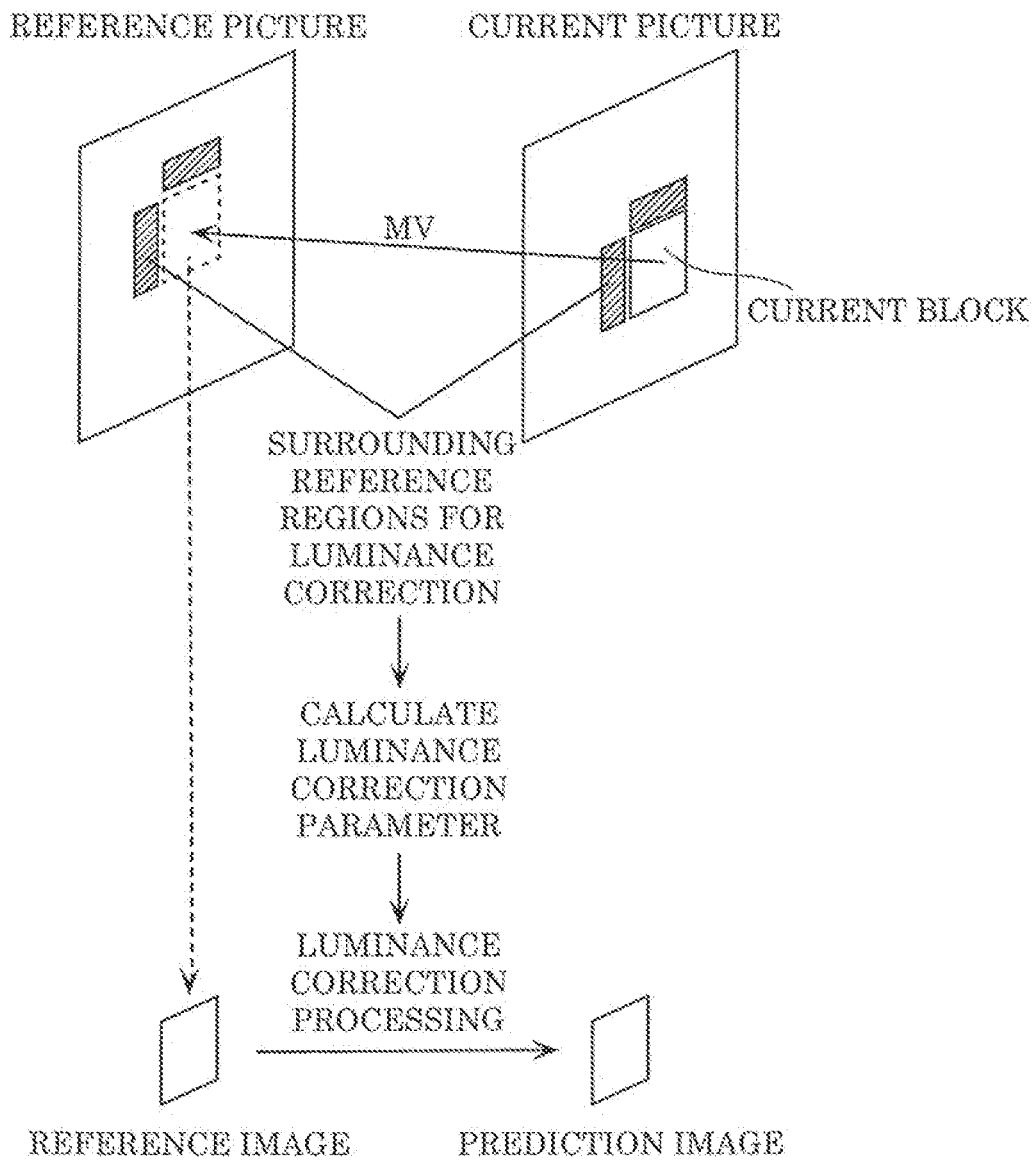 REFERENCE PICTURE
CURRENT PICTURE
MV
CURRENT BLOCK
SURROUNDING
REFERENCE
REGIONS FOR
LUMINANCE
CORRECTION
CALCULATE
LUMINANCE
CORRECTION
PARAMETER
LUMINANCE
CORRECTION
PROCESSING
REFERENCE IMAGE
PREDICTION IMAGE